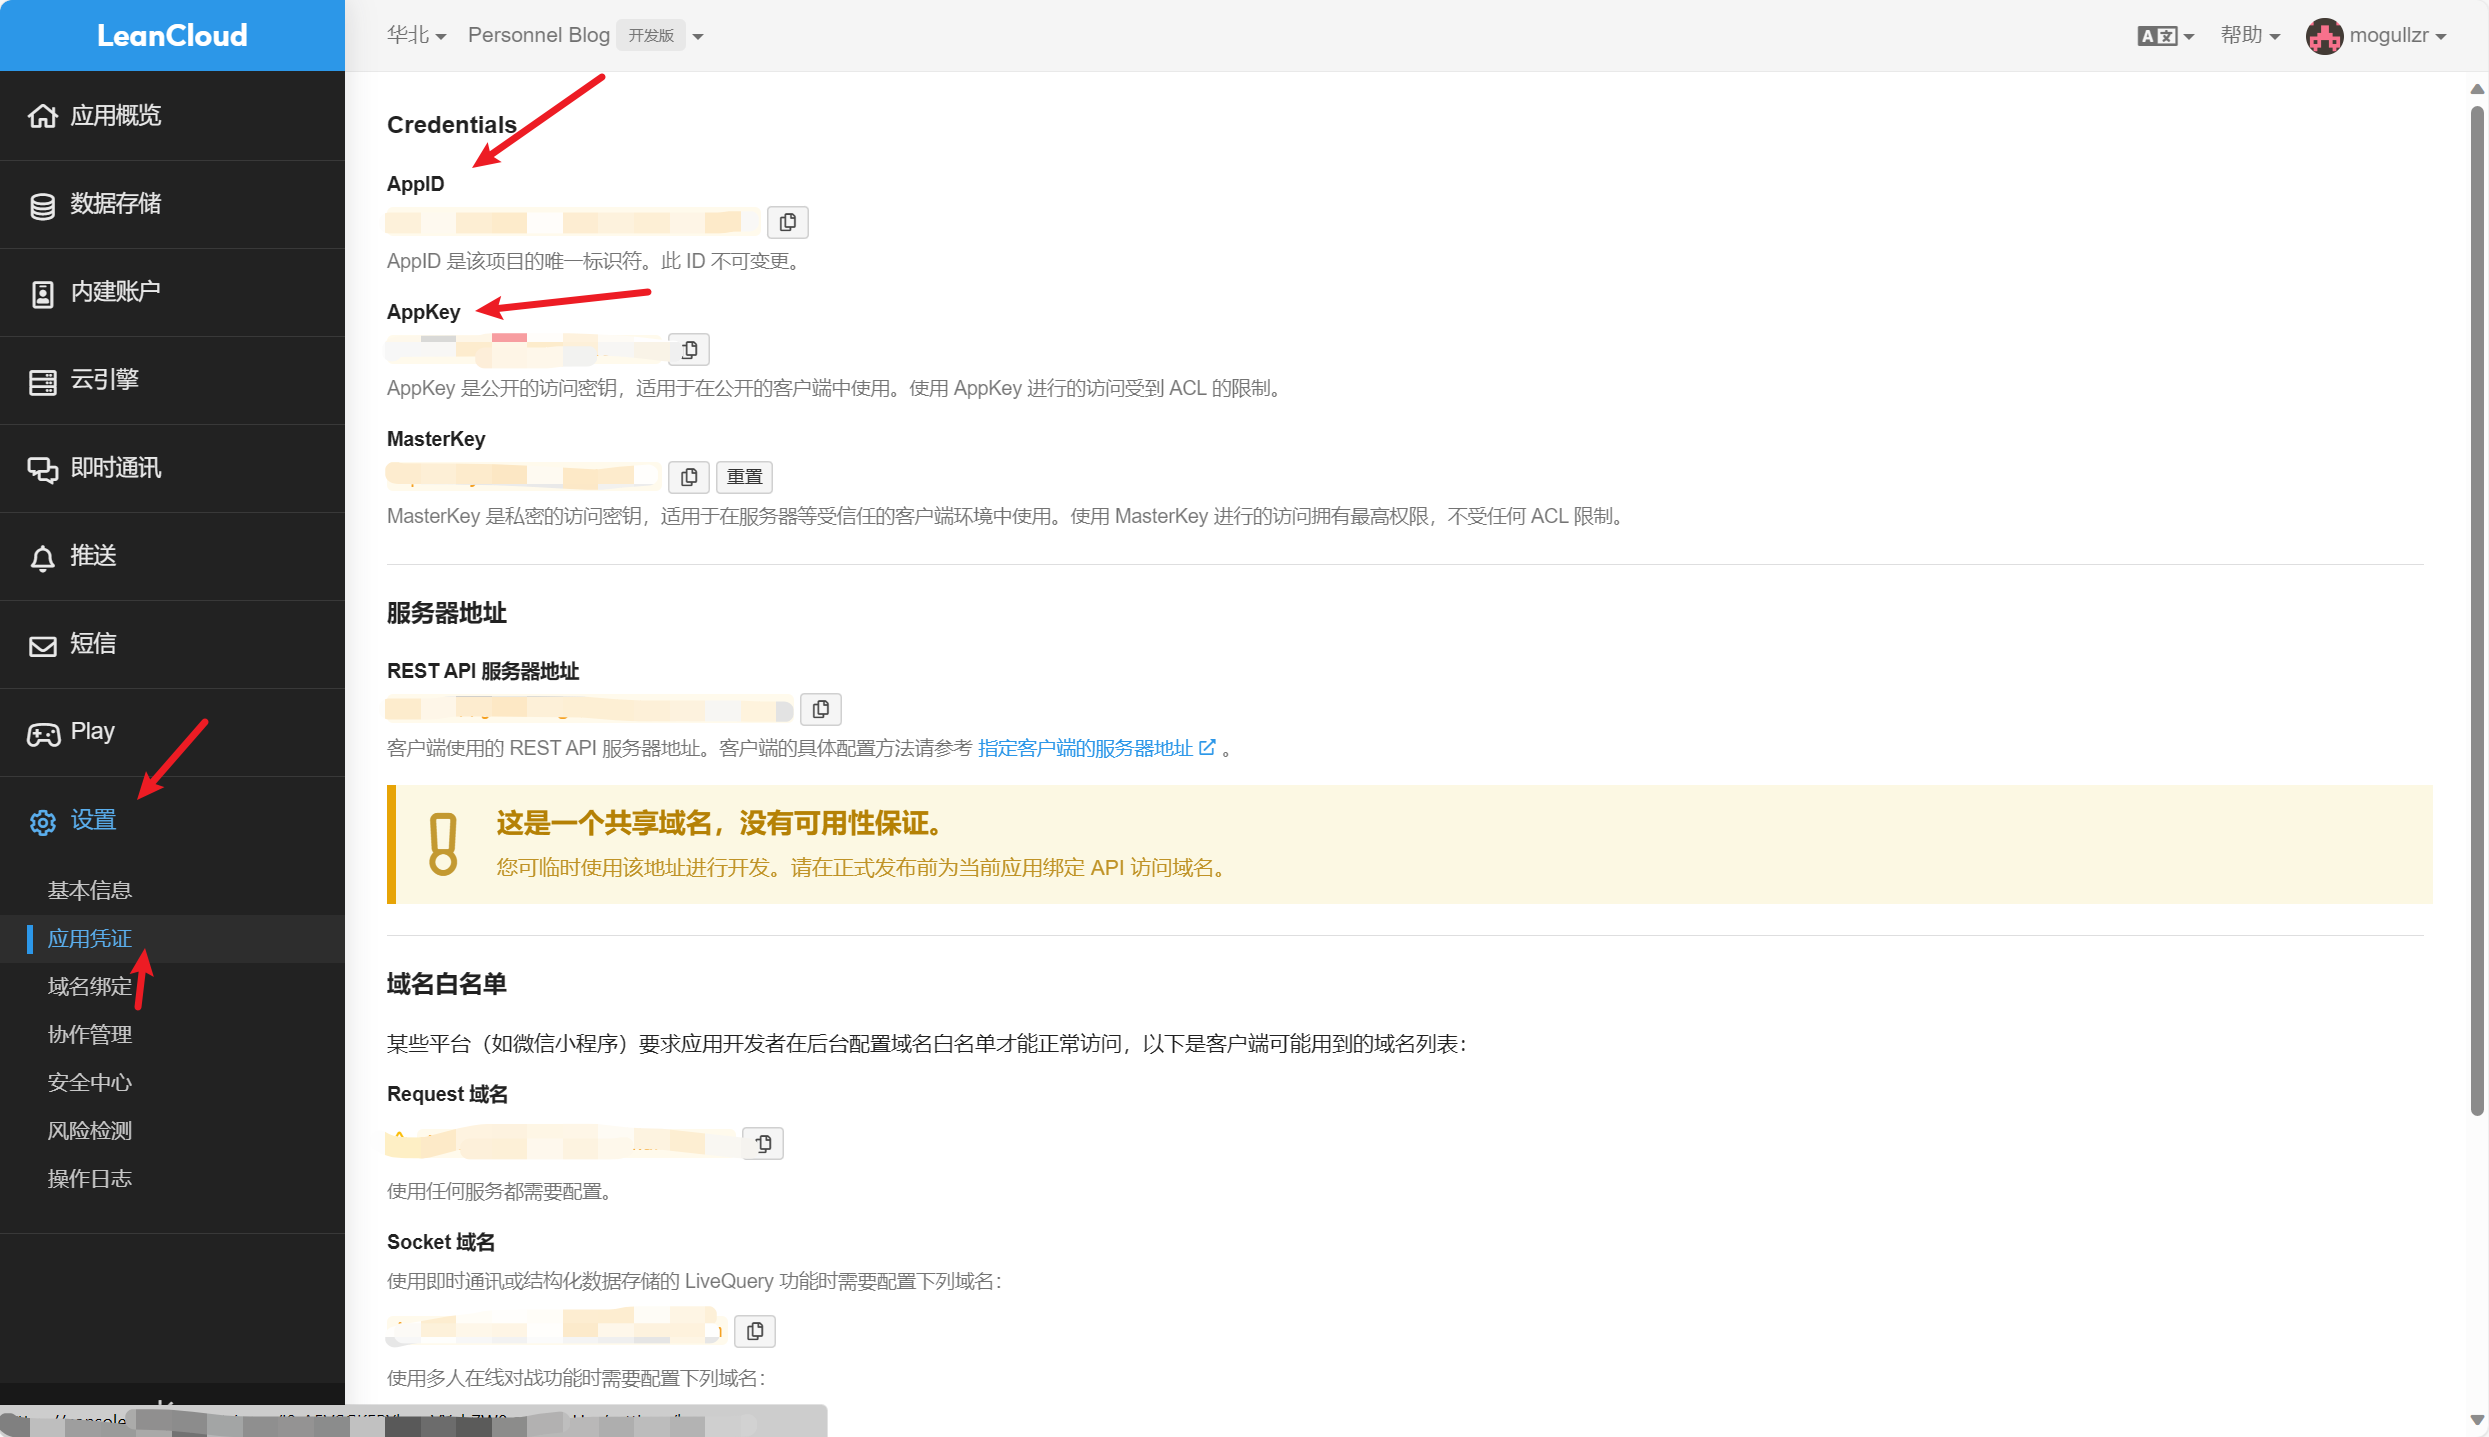 LeanCloud
华北
Personnel Blog
开发版
帮助
mogullzr
应用概览
数据存储
内建账户
云引擎
即时通讯
推送
短信
Play
设置
基本信息
应用凭证
域名绑定
协作管理
安全中心
风险检测
操作日志
Credentials
AppID
AppID 是该项目的唯一标识符。此 ID 不可变更。
AppKey
AppKey 是公开的访问密钥，适用于在公开的客户端中使用。使用 AppKey 进行的访问受到 ACL 的限制。
MasterKey
重置
MasterKey 是私密的访问密钥，适用于在服务器等受信任的客户端环境中使用。使用 MasterKey 进行的访问拥有最高权限，不受任何 ACL 限制。
服务器地址
REST API 服务器地址
客户端使用的 REST API 服务器地址。客户端的具体配置方法请参考 指定客户端的服务器地址 。
这是一个共享域名，没有可用性保证。
您可临时使用该地址进行开发。请在正式发布前为当前应用绑定 API 访问域名。
域名白名单
某些平台（如微信小程序）要求应用开发者在后台配置域名白名单才能正常访问，以下是客户端可能用到的域名列表：
Request 域名
使用任何服务都需要配置。
Socket 域名
使用即时通讯或结构化数据存储的 LiveQuery 功能时需要配置下列域名：
使用多人在线对战功能时需要配置下列域名：